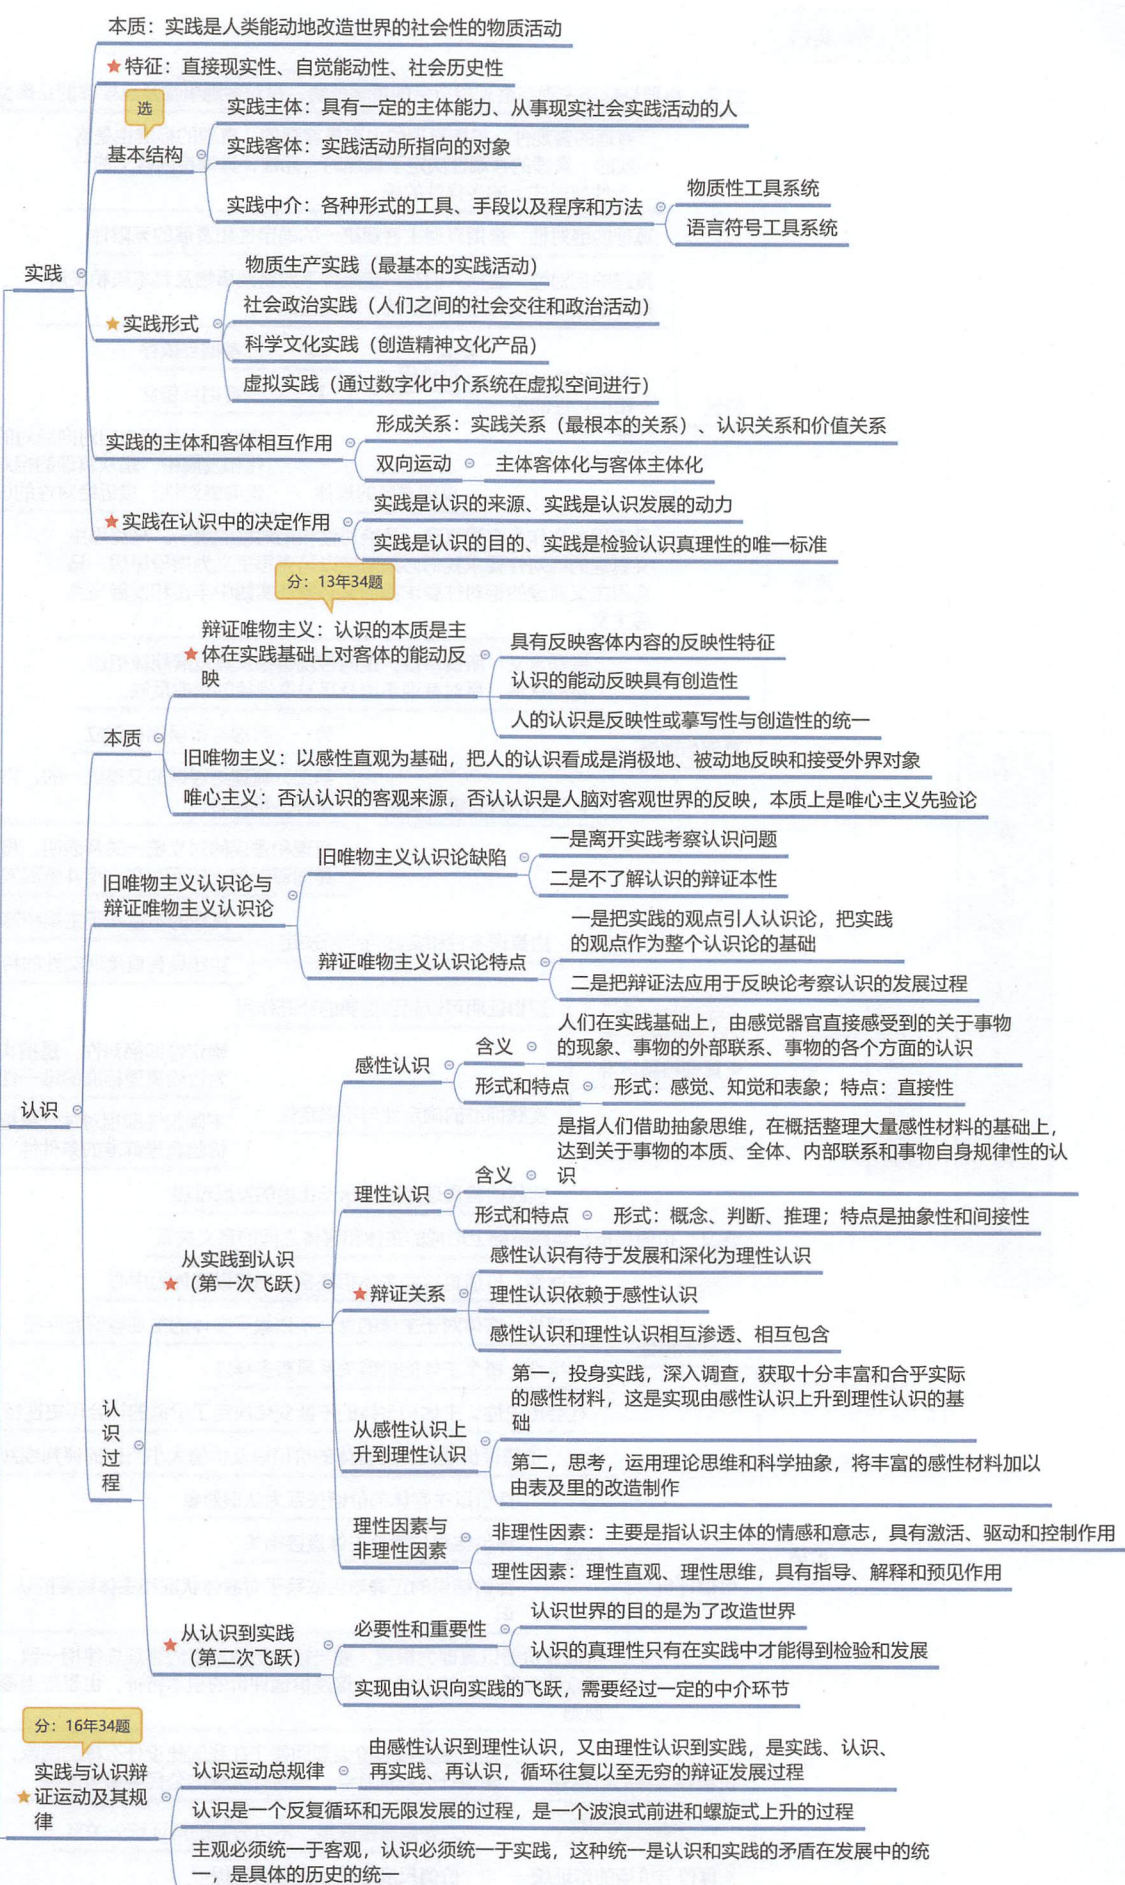 本质：实践是人类能动地改造世界的社会性的物质活动
特征：直接现实性、自觉能动性、社会历史性
选
基本结构
实践主体：具有一定的主体能力、从事现实社会实践活动的人
实践客体：实践活动所指向的对象
实践中介：各种形式的工具、手段以及程序和方法
物质性工具系统
语言符号工具系统
实践
实践形式
物质生产实践（最基本的实践活动）
社会政治实践（人们之间的社会交往和政治活动）
科学文化实践（创造精神文化产品）
虚拟实践（通过数字化中介系统在虚拟空间进行）
实践的主体和客体相互作用
形成关系：实践关系（最根本的关系）、认识关系和价值关系
双向运动
主体客体化与客体主体化
实践在认识中的决定作用
实践是认识的来源、实践是认识发展的动力
实践是认识的目的、实践是检验认识真理性的唯一标准
分：13年34题
辩证唯物主义：认识的本质是主
体在实践基础上对客体的能动反
映
具有反映客体内容的反映性特征
认识的能动反映具有创造性
人的认识是反映性或摹写性与创造性的统一
本质
旧唯物主义：以感性直观为基础，把人的认识看成是消极地、被动地反映和接受外界对象
唯心主义：否认认识的客观来源，否认认识是人脑对客观世界的反映，本质上是唯心主义先验论
旧唯物主义认识论与
辩证唯物主义认识论
旧唯物主义认识论缺陷
一是离开实践考察认识问题
二是不了解认识的辩证本性
辩证唯物主义认识论特点
一是把实践的观点引人认识论，把实践
的观点作为整个认识论的基础
二是把辩证法应用于反映论考察认识的发展过程
认识
感性认识
含义
人们在实践基础上，由感觉器官直接感受到的关于事物
的现象、事物的外部联系、事物的各个方面的认识
形式和特点
形式：感觉、知觉和表象；特点：直接性
理性认识
含义
是指人们借助抽象思维，在概括整理大量感性材料的基础上，
达到关于事物的本质、全体、内部联系和事物自身规律性的认
识
形式和特点
形式：概念、判断、推理；特点是抽象性和间接性
从实践到认识
（第一次飞跃）
辩证关系
感性认识有待于发展和深化为理性认识
理性认识依赖于感性认识
感性认识和理性认识相互渗透、相互包含
认
识
过
程
从感性认识上
升到理性认识
第一，投身实践，深入调查，获取十分丰富和合乎实际
的感性材料，这是实现由感性认识上升到理性认识的基
础
第二，思考，运用理论思维和科学抽象，将丰富的感性材料加以
由表及里的改造制作
理性因素与
非理性因素
非理性因素：主要是指认识主体的情感和意志，具有激活、驱动和控制作用
理性因素：理性直观、理性思维，具有指导、解释和预见作用
从认识到实践
（第二次飞跃）
必要性和重要性
认识世界的目的是为了改造世界
认识的真理性只有在实践中才能得到检验和发展
实现由认识向实践的飞跃，需要经过一定的中介环节
分：16年34题
实践与认识辩
证运动及其规
律
认识运动总规律
由感性认识到理性认识，又由理性认识到实践，是实践、认识、
再实践、再认识，循环往复以至无穷的辩证发展过程
认识是一个反复循环和无限发展的过程，是一个波浪式前进和螺旋式上升的过程
主观必须统一于客观，认识必须统一于实践，这种统一是认识和实践的矛盾在发展中的统
一，是具体的历史的统一